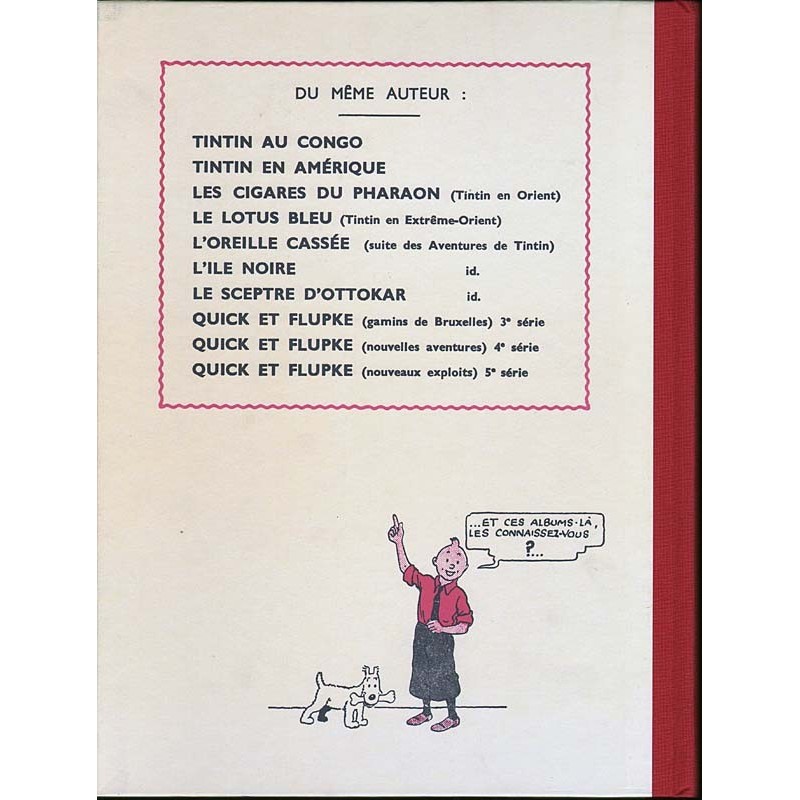 DU MÊME AUTEUR :
TINTIN AU CONGO
TINTIN EN AMÉRIQUE
LES CIGARES DU PHARAON (Tintin en Orient)
LE LOTUS BLEU (Tintin en Extrême-Orient)
L'OREILLE CASSÉE (suite des Aventures de Tintin)
L'ILE NOIRE id.
LE SCEPTRE D'OTTOKAR id.
QUICK ET FLUPKE (gamins de Bruxelles) 3e série
QUICK ET FLUPKE (nouvelles aventures) 4e série
QUICK ET FLUPKE (nouveaux exploits) 5e série
...ET CES ALBUMS-LÀ,
LES CONNAISSEZ-VOUS
?...